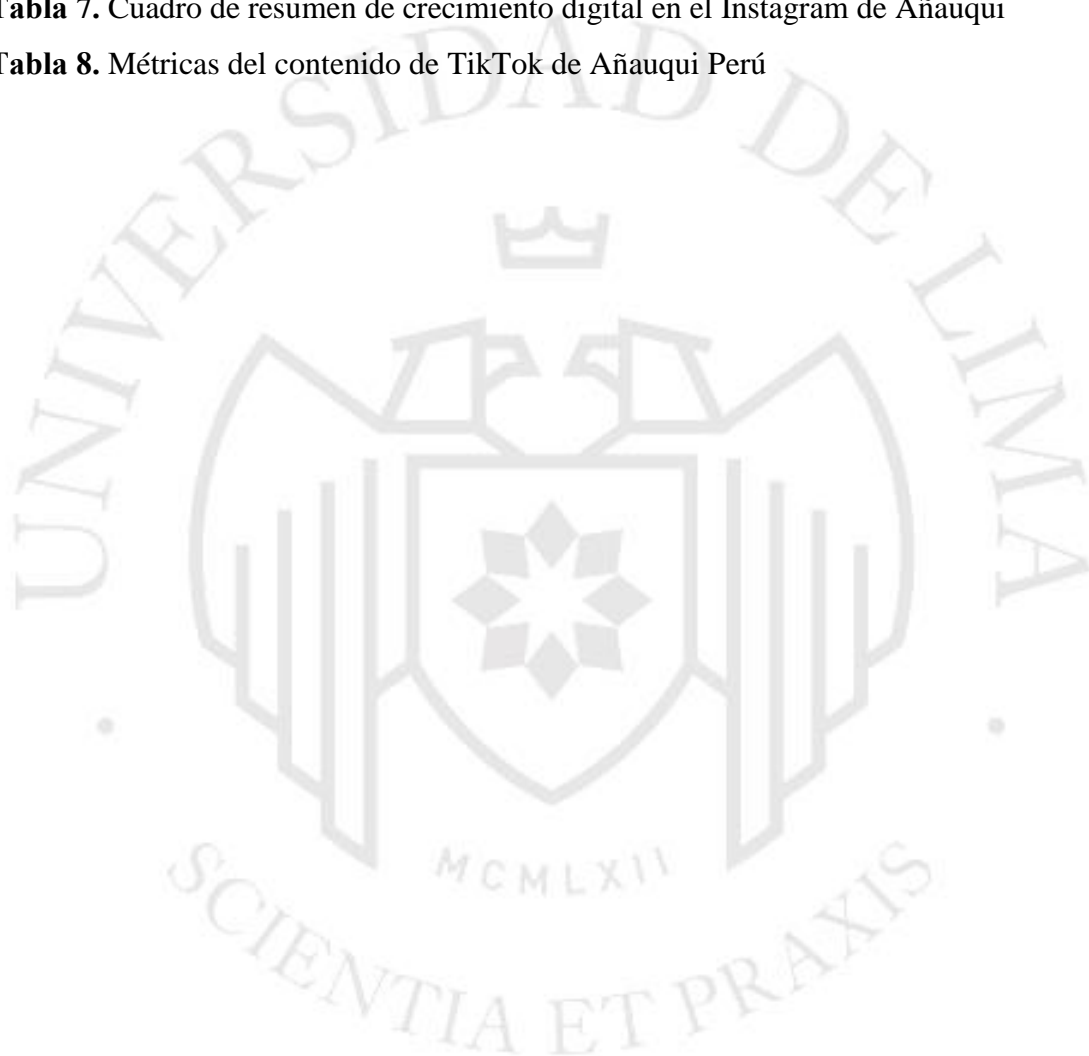 Tabla 7. Cuadro de resumen de crecimiento digital en el Instagram de Añauqui
Tabla 8. Métricas del contenido de TikTok de Añauqui Perú
UNIVERSIDAD DE LIMA
MCMLXII
SCIENTIA ET PRAXIS